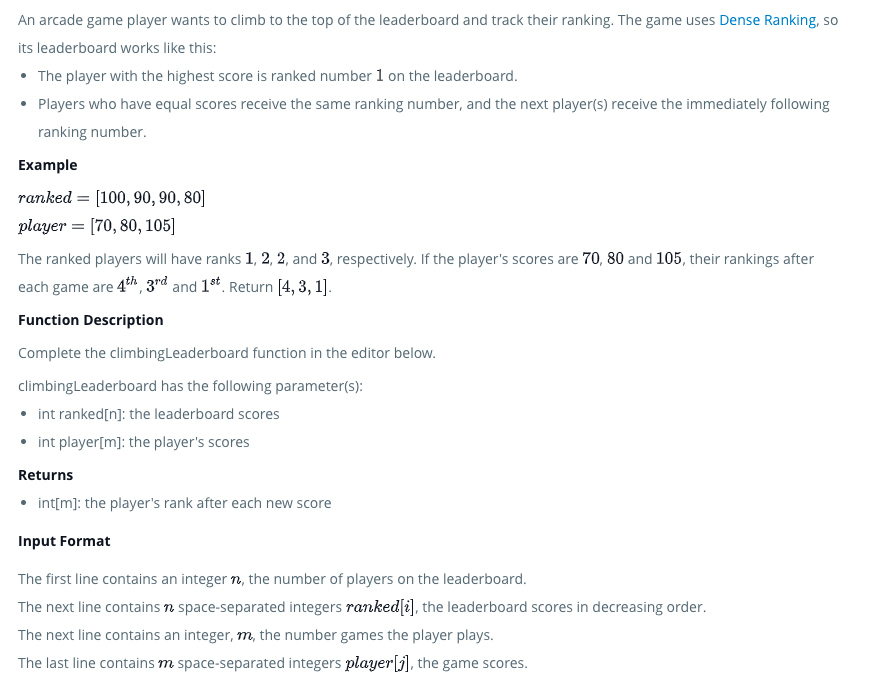 An arcade game player wants to climb to the top of the leaderboard and track their ranking. The game uses Dense Ranking, so
its leaderboard works like this:
• The player with the highest score is ranked number 1 on the leaderboard.
• Players who have equal scores receive the same ranking number, and the next player(s) receive the immediately following
ranking number.
Example
ranked = [100, 90, 90, 80]
player = [70, 80, 105]
The ranked players will have ranks 1, 2, 2, and 3, respectively. If the player's scores are 70, 80 and 105, their rankings after
each game are 4th, 3rd and 1st. Return [4, 3, 1].
Function Description
Complete the climbingLeaderboard function in the editor below.
climbingLeaderboard has the following parameter(s):
• int ranked[n]: the leaderboard scores
• int player[m]: the player's scores
Returns
• int[m]: the player's rank after each new score
Input Format
The first line contains an integer n, the number of players on the leaderboard.
The next line contains n space-separated integers ranked[i], the leaderboard scores in decreasing order.
The next line contains an integer, m, the number games the player plays.
The last line contains m space-separated integers player[j], the game scores.